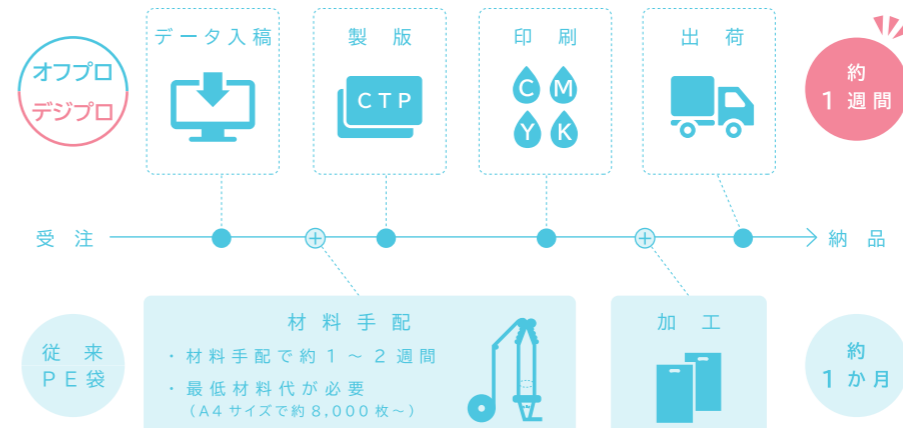 データ入稿
製版
印刷
出荷
オフプロ
デジプロ
CTP
C M
Y K
約
1週間
受注
納品
従来
PE袋
材料手配
・材料手配で約1～2週間
・最低材料代が必要
（A4サイズで約8,000枚～）
加工
約
1か月